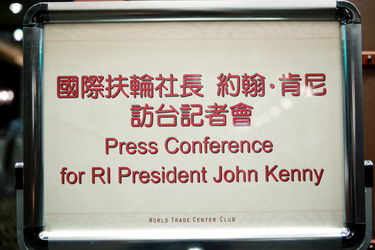 國際扶輪社長 約翰·肯尼
訪台記者會
Press Conference
for RI President John Kenny
WORLD TRADE CENTER CLUB